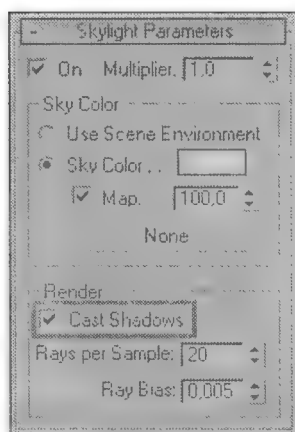 - Skylight Parameters
On Multiplier: 1,0
Sky Color
Use Scene Environment
Sky Color . .
Map. 100,0
None
Render
Cast Shadows
Rays per Sample: 20
Ray Bias: 0,005